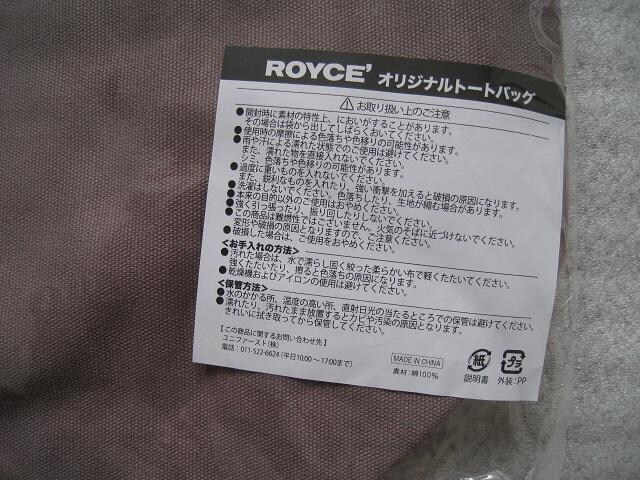 ROYCE' オリジナルトートバッグ
⚠お取り扱い上のご注意
●開封時に素材の特性上、においがすることがあります。
その場合は袋から出してしばらくおいてください。
●使用時の摩擦による色落ちや色移りの可能性があります。
●雨や汗による濡れた状態でのご使用は避けてください。
また、濡れた物を直接入れないでください。
シミ、色落ちや色移りの可能性があります。
●過度に重いものを入れないでください。
また、鋭利なものを入れたり、強い衝撃を加えると破損の原因になります。
●洗濯はしないでください。色落ちしたり、生地が縮む場合があります。
●本来の目的以外のご使用はおやめください。
●強く引っ張ったり、振り回したりしないでください。
●この商品は難燃性ではございません。火気のそばに近づけないでください。
変形や破損の原因となりますので、ご注意ください。
●破損した場合は、ご使用をおやめください。
<お手入れの方法>
●汚れた場合は、水で濡らし固く絞った柔らかい布で軽くたたいてください。
強くたたいたり、擦ると色落ちの原因になります。
●乾燥機およびアイロンの使用は避けてください。
<保管方法>
●水のかかる所、湿度の高い所、直射日光の当たるところでの保管は避けてください。
●濡れたり、汚れたまま放置するとカビや汚染の原因となります。
きれいに拭き取ってから保管してください。
【この商品に関するお問い合わせ先】
ユニファースト(株)
電話:011-522-6624(平日10:00~17:00まで)
MADE IN CHINA
素材:綿100%
紙
説明書
プラ
外装:PP